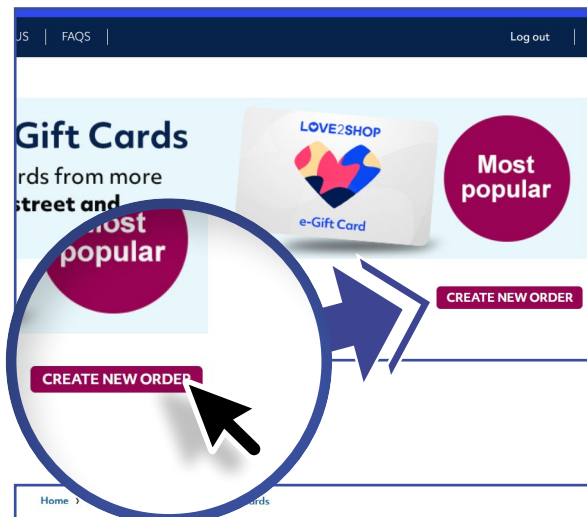 US | FAQS |
Log out |
Gift Cards
rds from more
street and
LOVE2SHOP
e-Gift Card
Most
popular
ost
popular
CREATE NEW ORDER
CREATE NEW ORDER
Home ›
ards